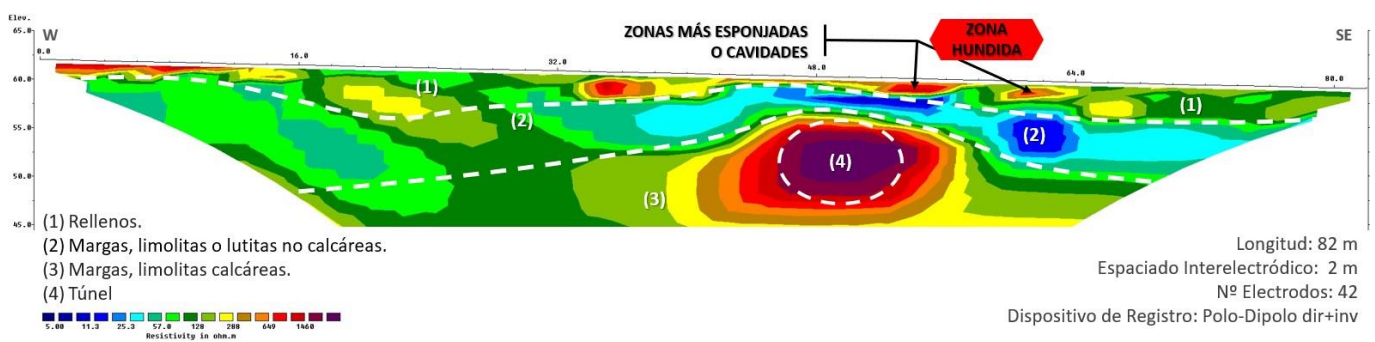 Elev.
65.0
W
ZONAS MÁS ESPONJADAS
O CAVIDADES
ZONA
HUNDIDA
SE
0.0
16.0
32.0
48.0
64.0
80.0
60.0
55.0
50.0
45.0
(1)
(1)
(2)
(2)
(4)
(3)
(1) Rellenos.
(2) Margas, limolitas o lutitas no calcáreas.
(3) Margas, limolitas calcáreas.
(4) Túnel
5.00 11.3 25.3 57.0 128 288 649 1460
Resistivity in ohm.m
Longitud: 82 m
Espaciado Interelectródico: 2 m
Nº Electrodos: 42
Dispositivo de Registro: Polo-Dipolo dir+inv